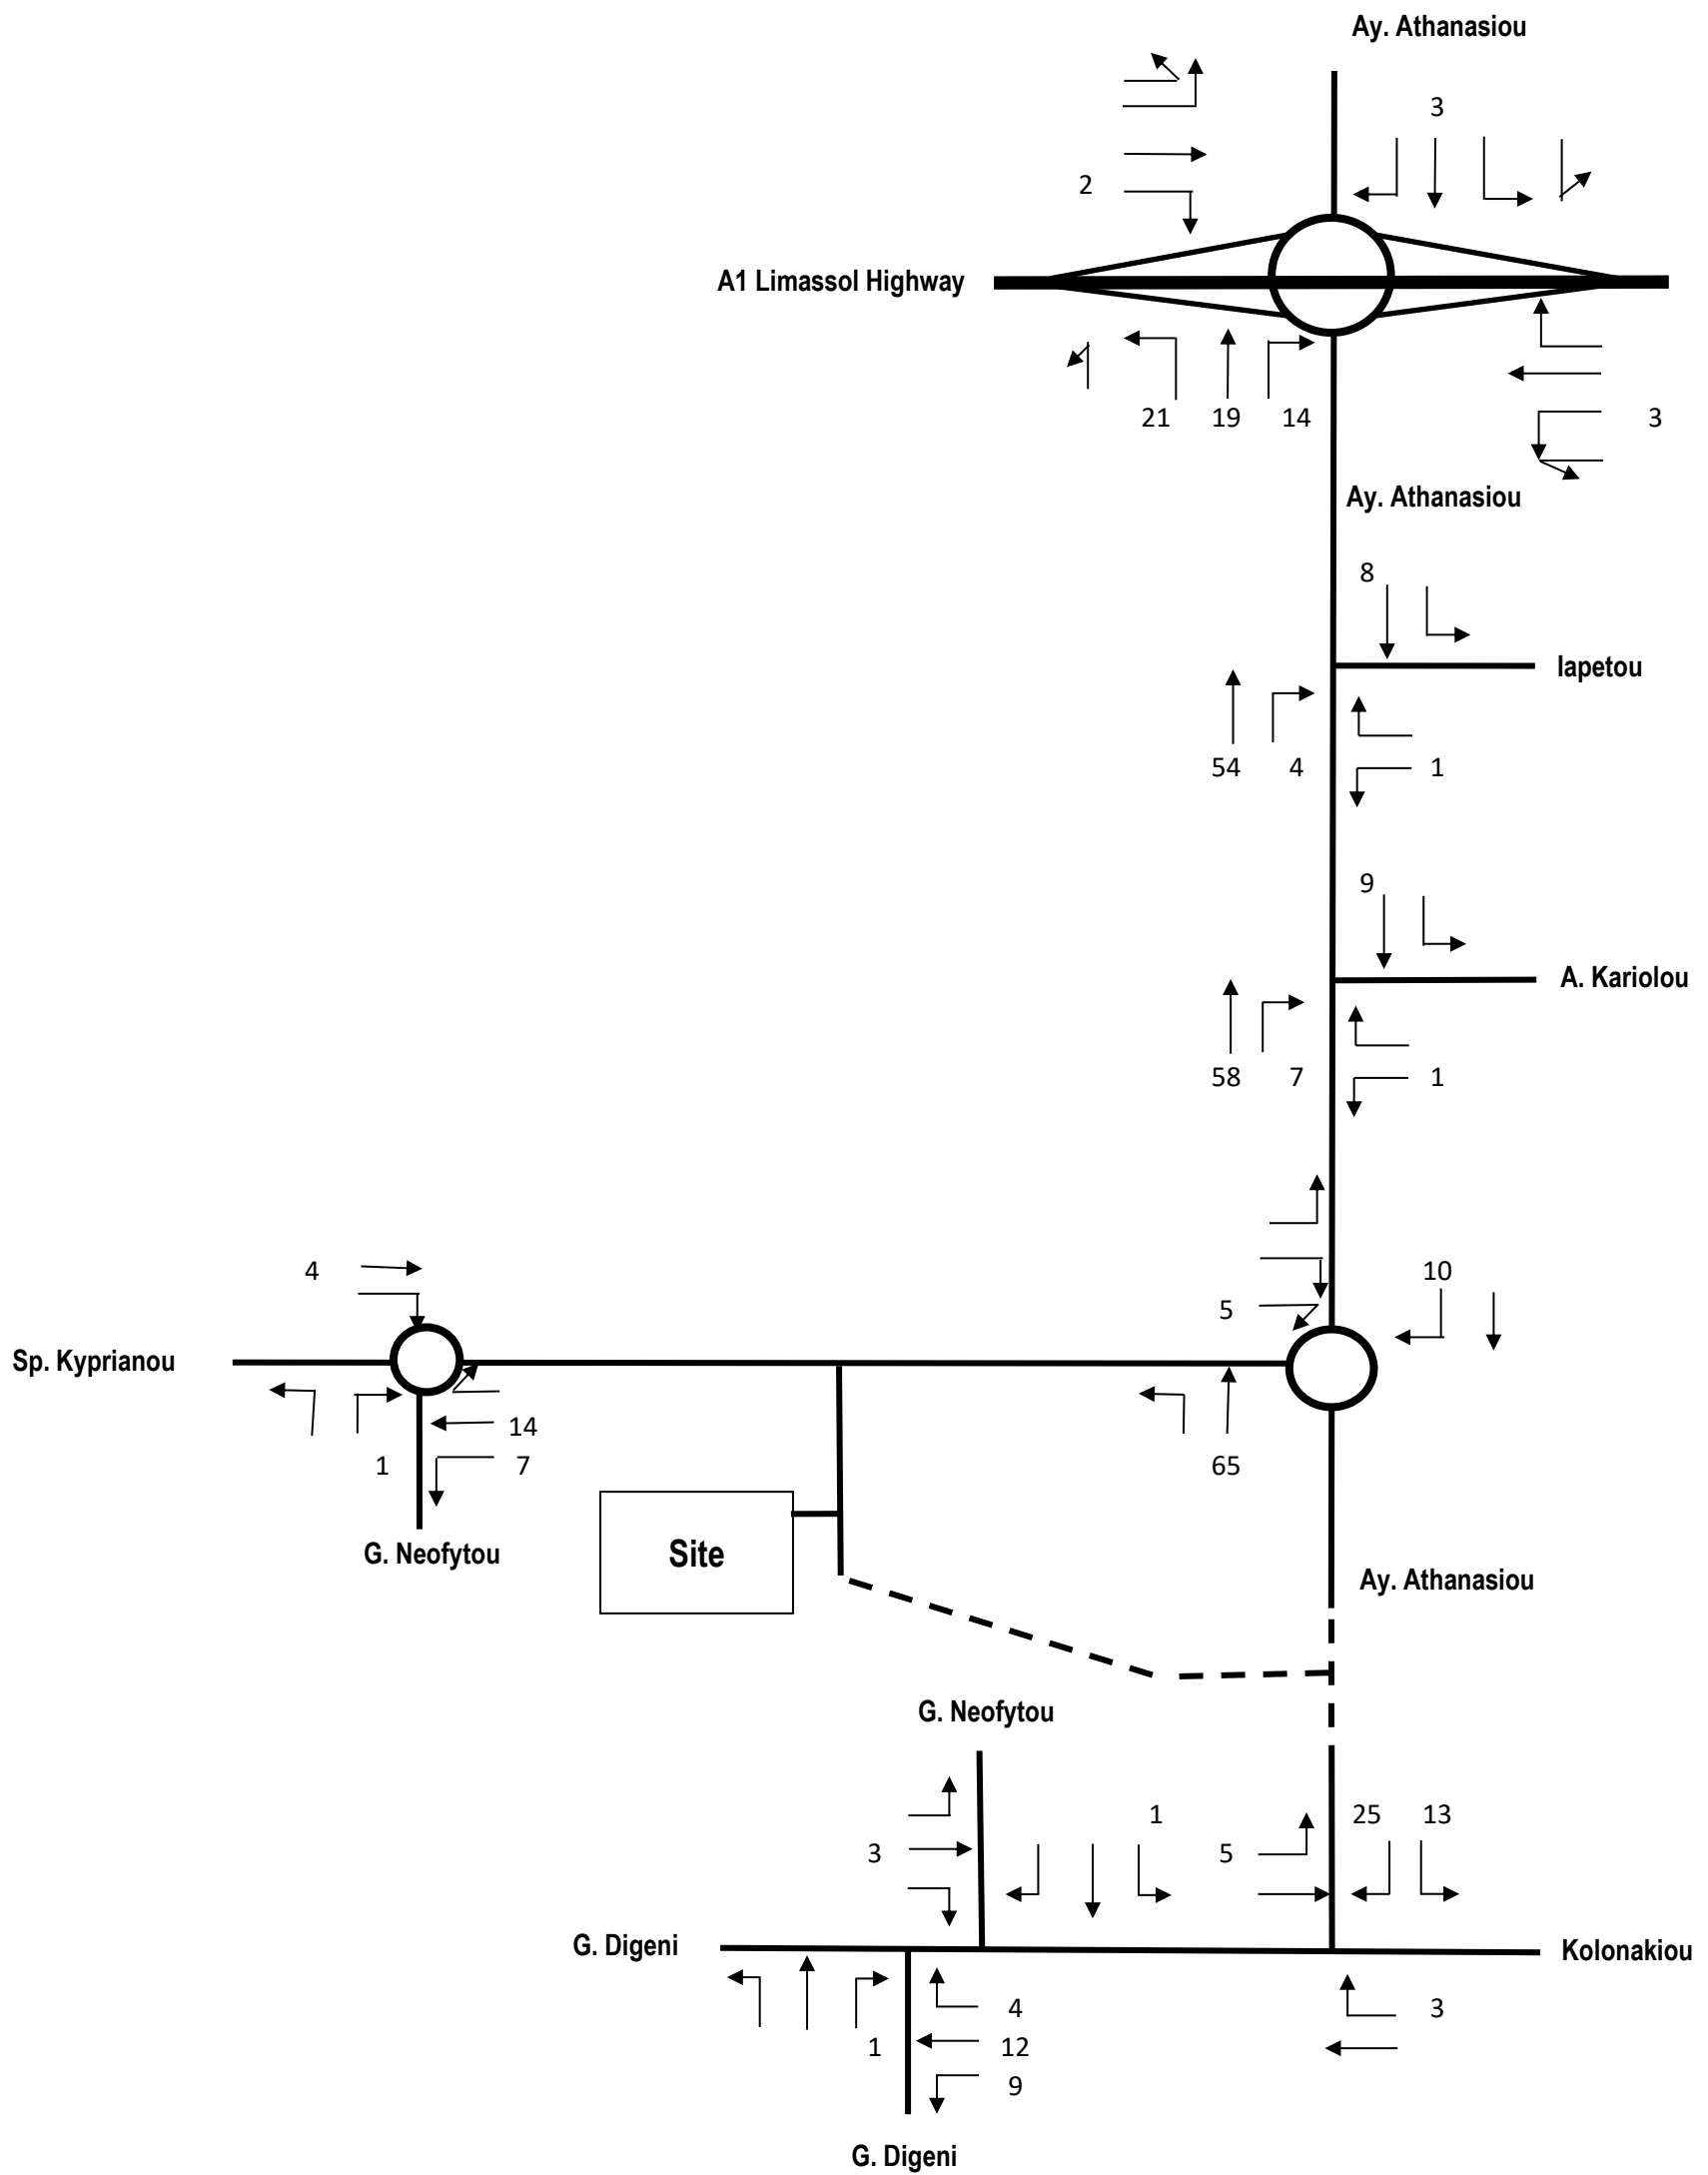 Ay. Athanasiou
3
2
A1 Limassol Highway
21 19 14
3
Ay. Athanasiou
8
Iapetou
54 4 1
9
A. Kariolou
58 7 1
4
10
5
Sp. Kyprianou
14
1 7
65
G. Neofytou
Site
Ay. Athanasiou
G. Neofytou
1
25 13
3
5
G. Digeni
Kolonakiou
4
3
1 12
9
G. Digeni